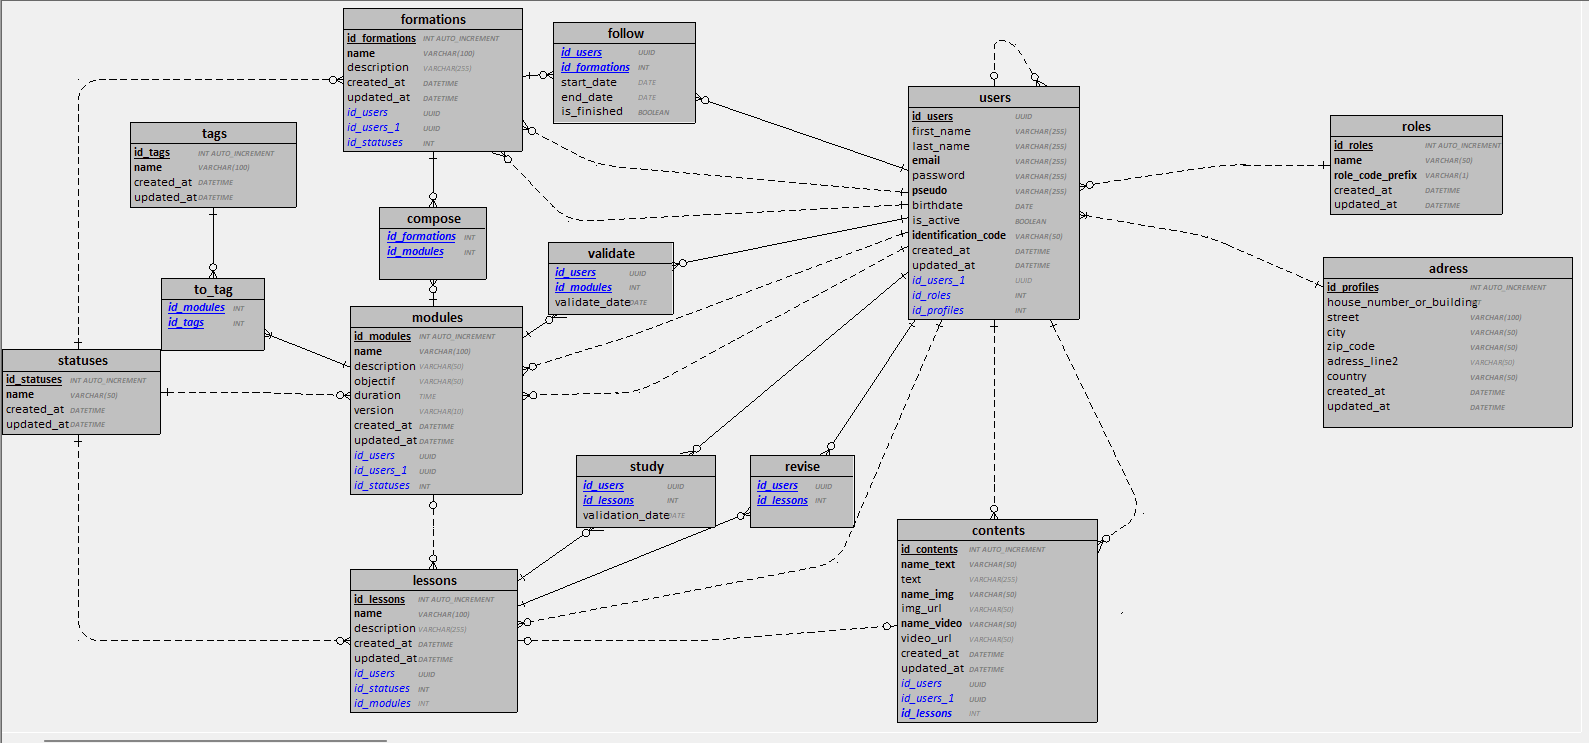 formations
id_formations INT AUTO_INCREMENT
name VARCHAR(100)
description VARCHAR(255)
created_at DATETIME
updated_at DATETIME
id_users UUID
id_users_1 UUID
id_statuses INT
follow
id_users UUID
id_formations INT
start_date DATE
end_date DATE
is_finished BOOLEAN
users
id_users UUID
first_name VARCHAR(255)
last_name VARCHAR(255)
email VARCHAR(255)
password VARCHAR(255)
pseudo VARCHAR(255)
birthdate DATE
is_active BOOLEAN
identification_code VARCHAR(50)
created_at DATETIME
updated_at DATETIME
id_users_1 UUID
id_roles INT
id_profiles INT
roles
id_roles INT AUTO_INCREMENT
name VARCHAR(50)
role_code_prefix VARCHAR(1)
created_at DATETIME
updated_at DATETIME
tags
id_tags INT AUTO_INCREMENT
name VARCHAR(100)
created_at DATETIME
updated_at DATETIME
compose
id_formations INT
id_modules INT
validate
id_users UUID
id_modules INT
validate_date DATE
adress
id_profiles INT AUTO_INCREMENT
house_number_or_building
street VARCHAR(100)
city VARCHAR(50)
zip_code VARCHAR(50)
adress_line2 VARCHAR(50)
country VARCHAR(50)
created_at DATETIME
updated_at DATETIME
to_tag
id_modules INT
id_tags INT
modules
id_modules INT AUTO_INCREMENT
name VARCHAR(100)
description VARCHAR(50)
objectif VARCHAR(50)
duration TIME
version VARCHAR(10)
created_at DATETIME
updated_at DATETIME
id_users UUID
id_users_1 UUID
id_statuses INT
statuses
id_statuses INT AUTO_INCREMENT
name VARCHAR(50)
created_at DATETIME
updated_at DATETIME
study
id_users UUID
id_lessons INT
validation_date DATE
revise
id_users UUID
id_lessons INT
contents
id_contents INT AUTO_INCREMENT
name_text VARCHAR(50)
text VARCHAR(255)
name_img VARCHAR(50)
img_url VARCHAR(50)
name_video VARCHAR(50)
video_url VARCHAR(50)
created_at DATETIME
updated_at DATETIME
id_users UUID
id_users_1 UUID
id_lessons INT
lessons
id_lessons INT AUTO_INCREMENT
name VARCHAR(100)
description VARCHAR(255)
created_at DATETIME
updated_at DATETIME
id_users UUID
id_statuses INT
id_modules INT